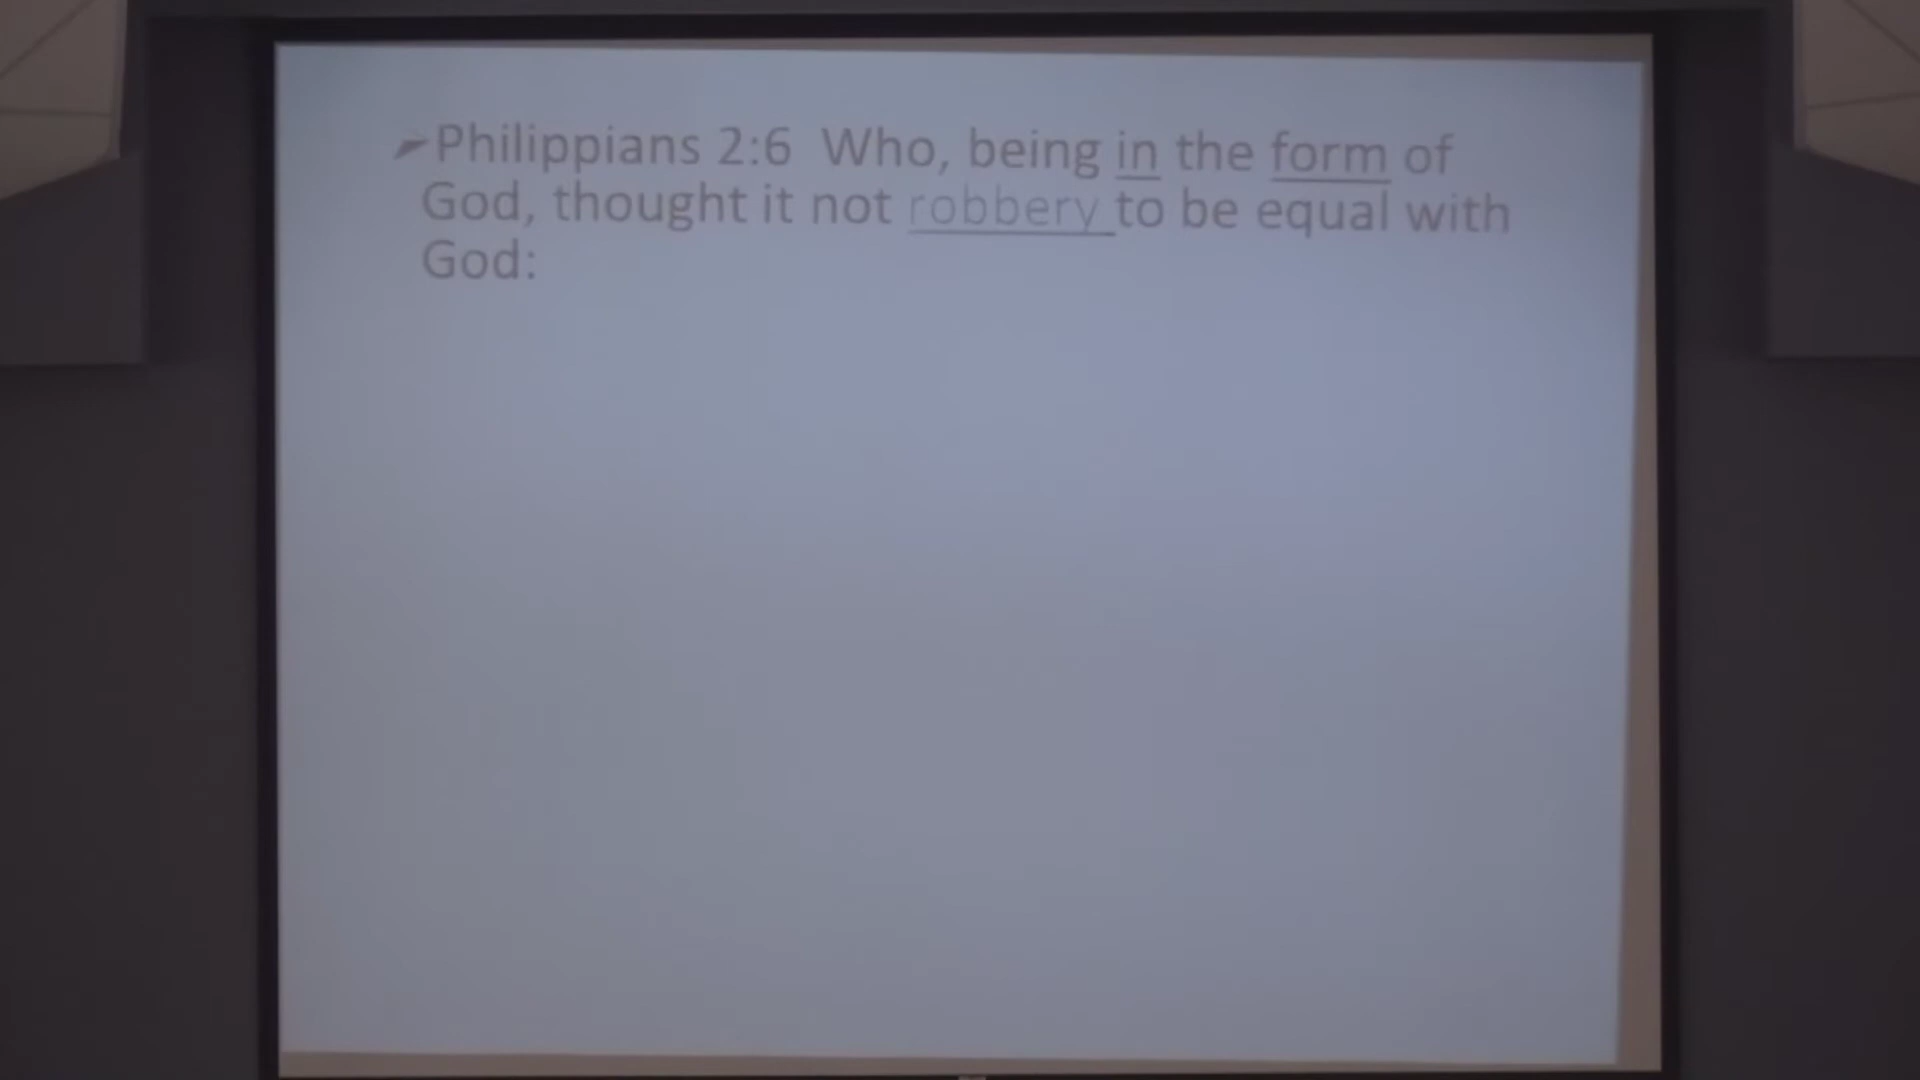 ➢Philippians 2:6  Who, being in the form of
God, thought it not robbery to be equal with
God: